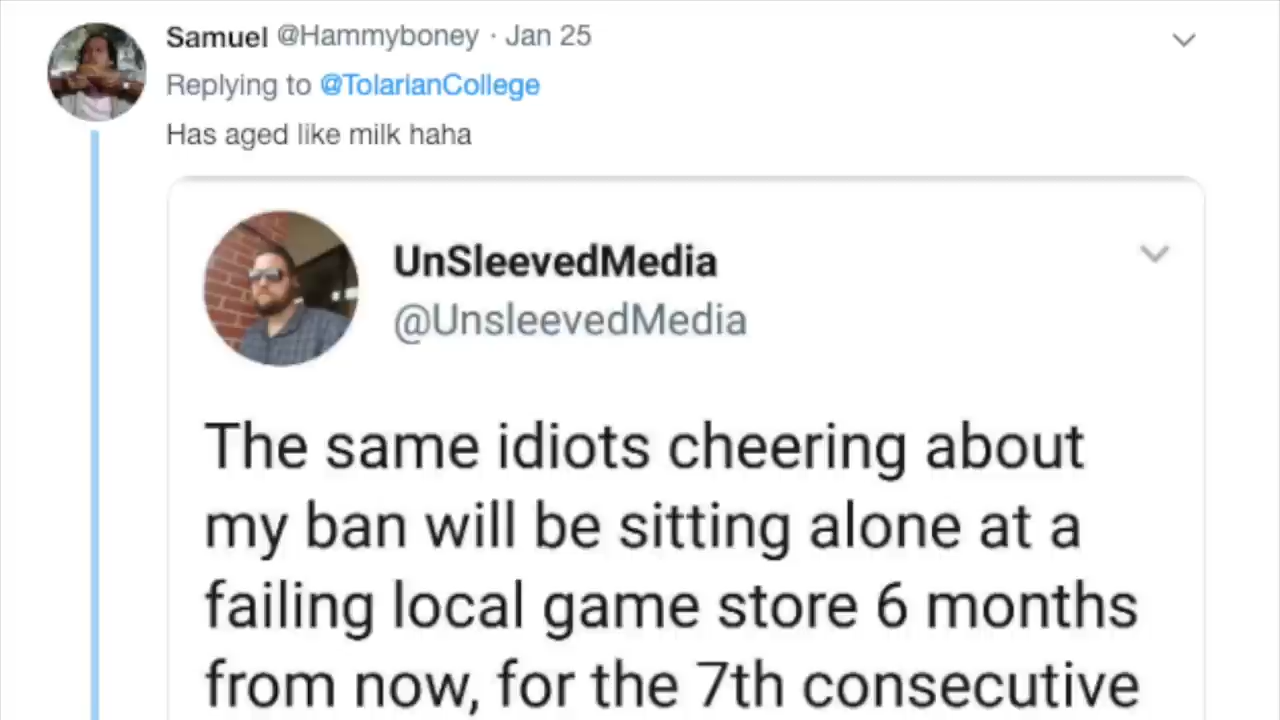 Samuel @Hammyboney · Jan 25
Replying to @TolarianCollege
Has aged like milk haha
UnSleevedMedia
@UnsleevedMedia
The same idiots cheering about
my ban will be sitting alone at a
failing local game store 6 months
from now, for the 7th consecutive